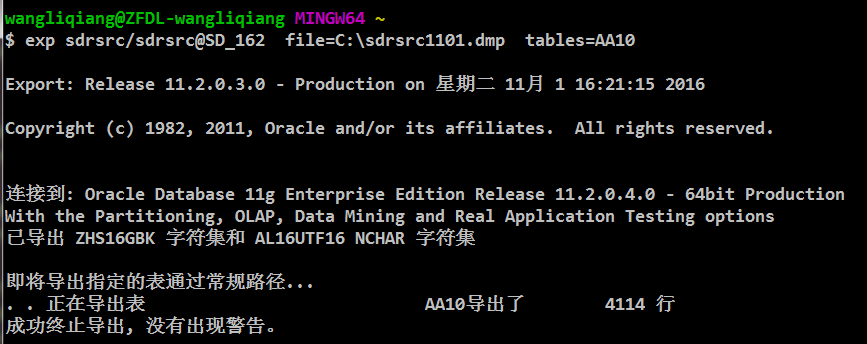 wangliqiang@ZFDL-wangliqiang MINGW64 ~
$ exp sdrsrc/sdrsrc@SD_162  file=C:\sdrsrc1101.dmp  tables=AA10
Export: Release 11.2.0.3.0 - Production on 星期二 11月 1 16:21:15 2016
Copyright (c) 1982, 2011, Oracle and/or its affiliates.  All rights reserved.
连接到: Oracle Database 11g Enterprise Edition Release 11.2.0.4.0 - 64bit Production
With the Partitioning, OLAP, Data Mining and Real Application Testing options
已导出 ZHS16GBK 字符集和 AL16UTF16 NCHAR 字符集
即将导出指定的表通过常规路径...
. . 正在导出表                            AA10导出了        4114 行
成功终止导出, 没有出现警告。